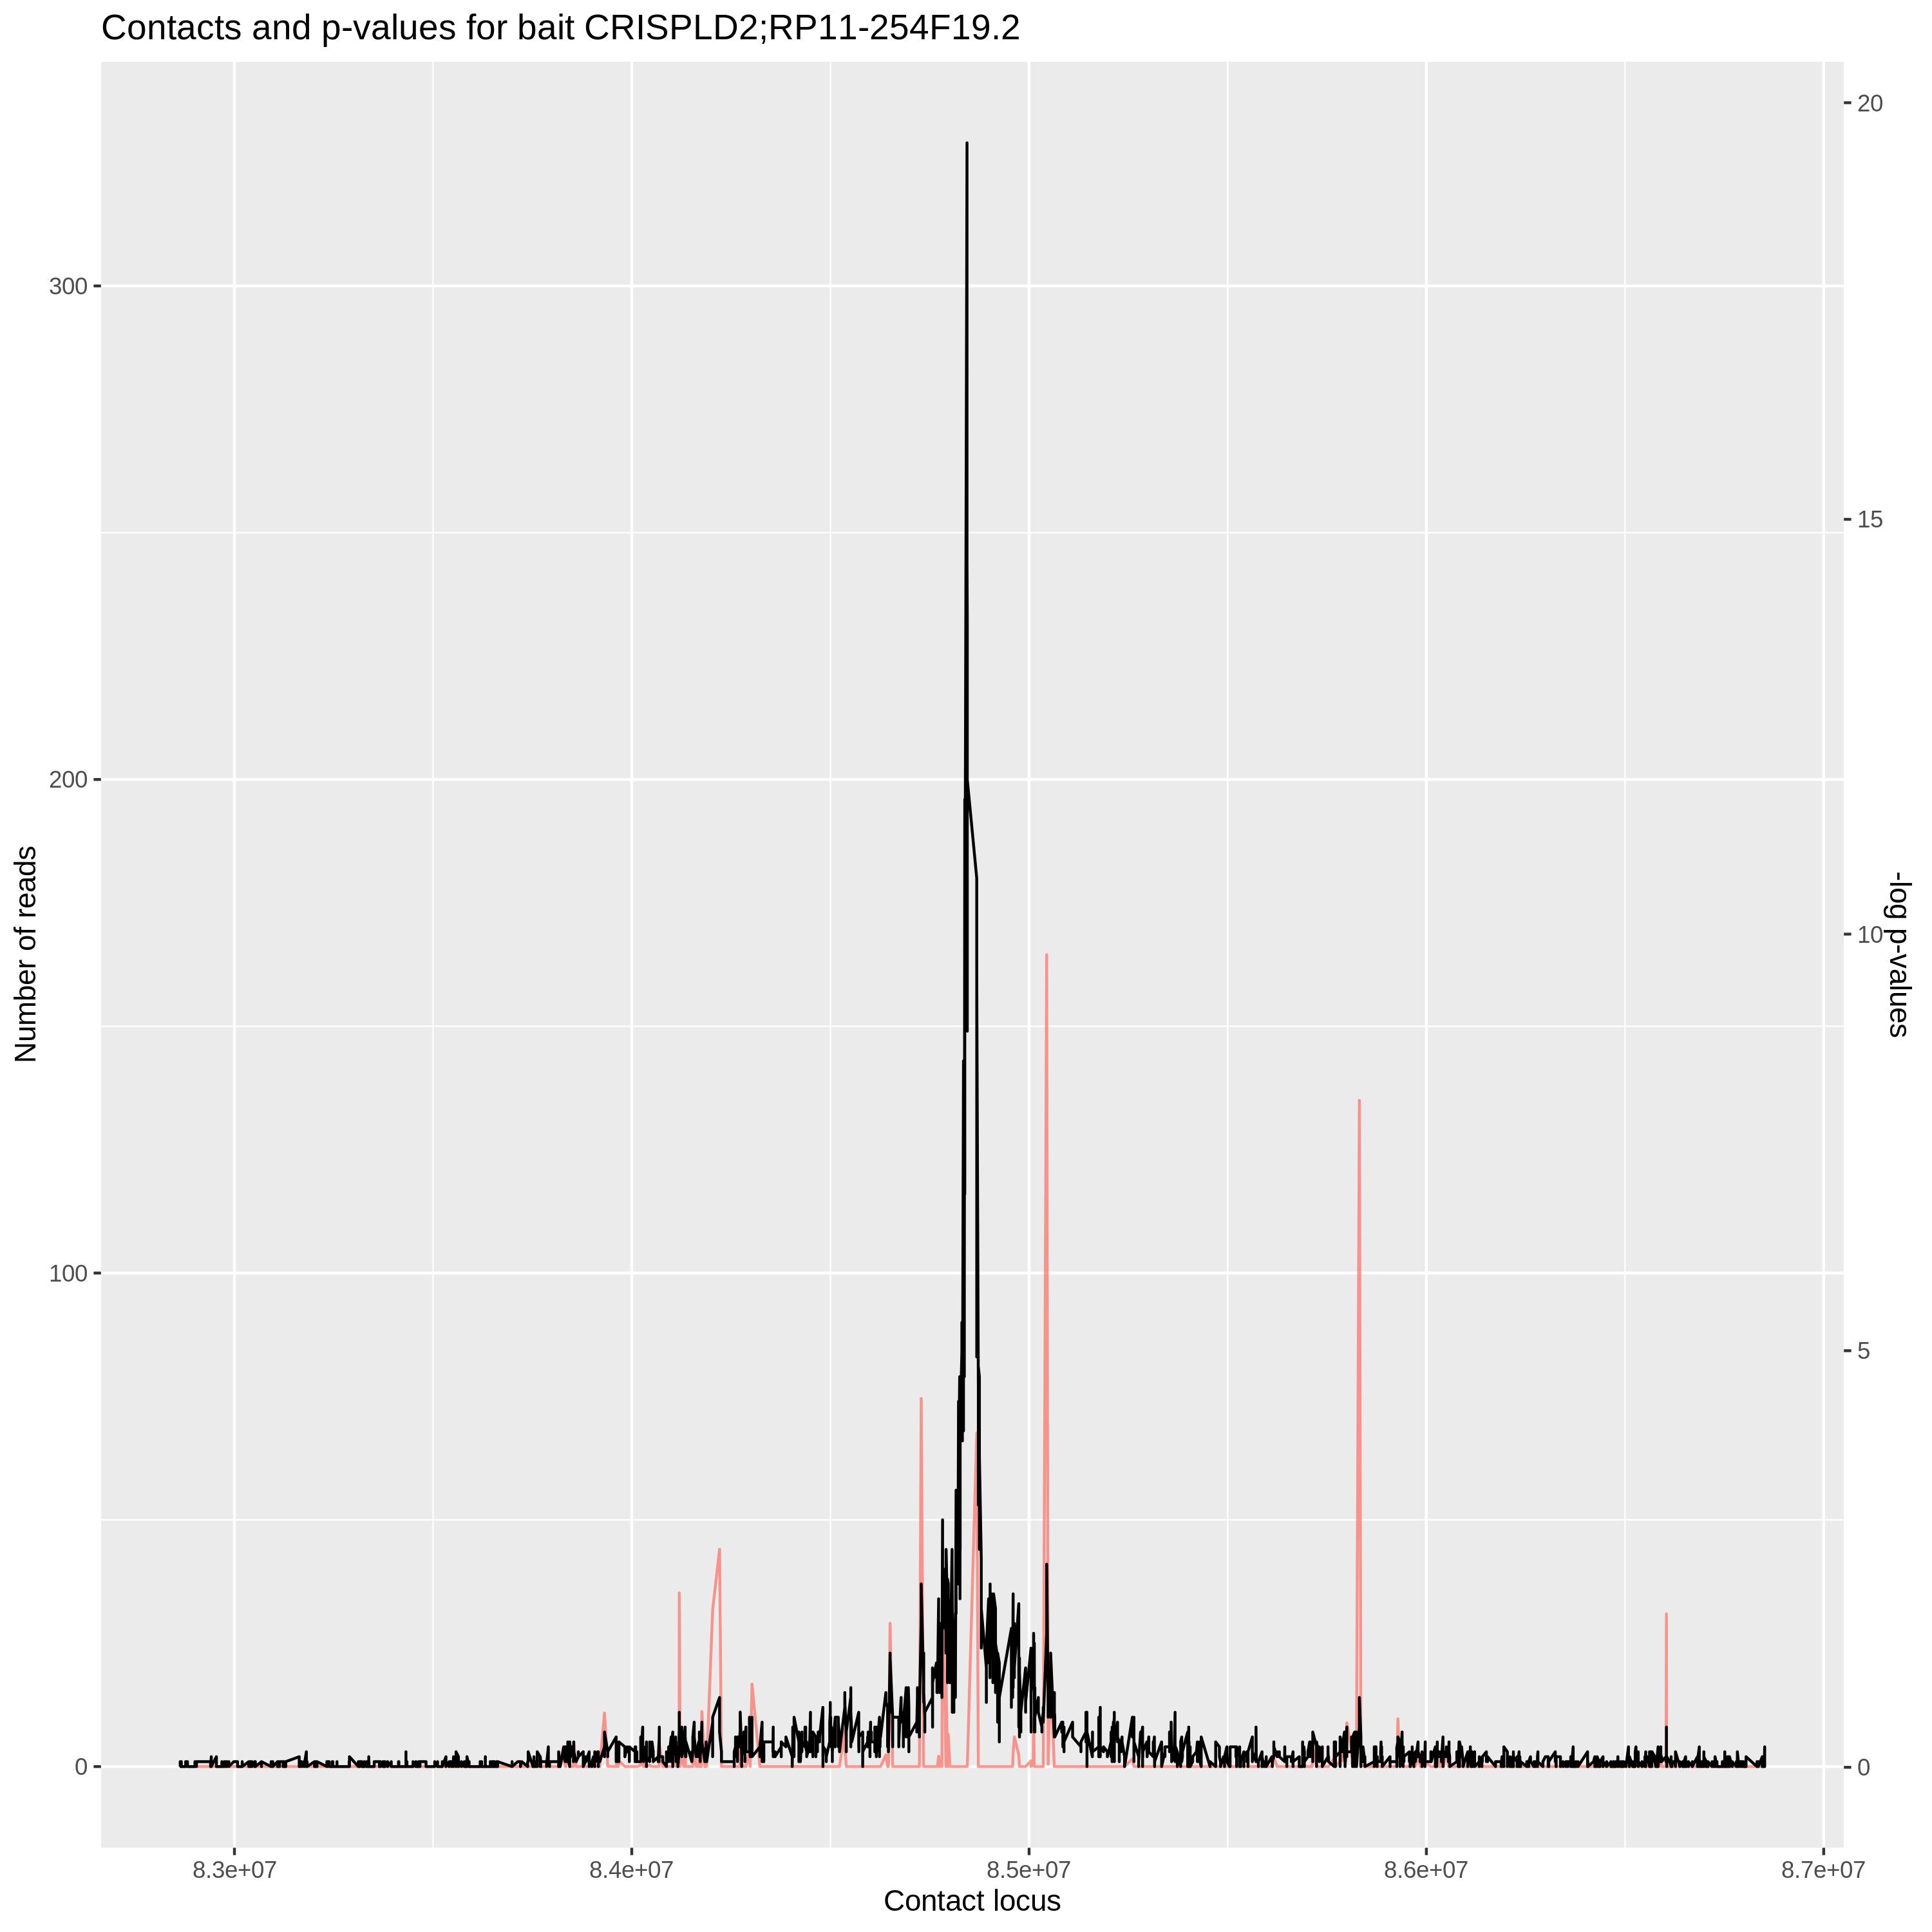 Contacts and p-values for bait CRISPLD2;RP11-254F19.2
Number of reads
300
200
100
0
20
15
10
5
0
-log p-values
8.3e+07 8.4e+07 8.5e+07 8.6e+07 8.7e+07
Contact locus